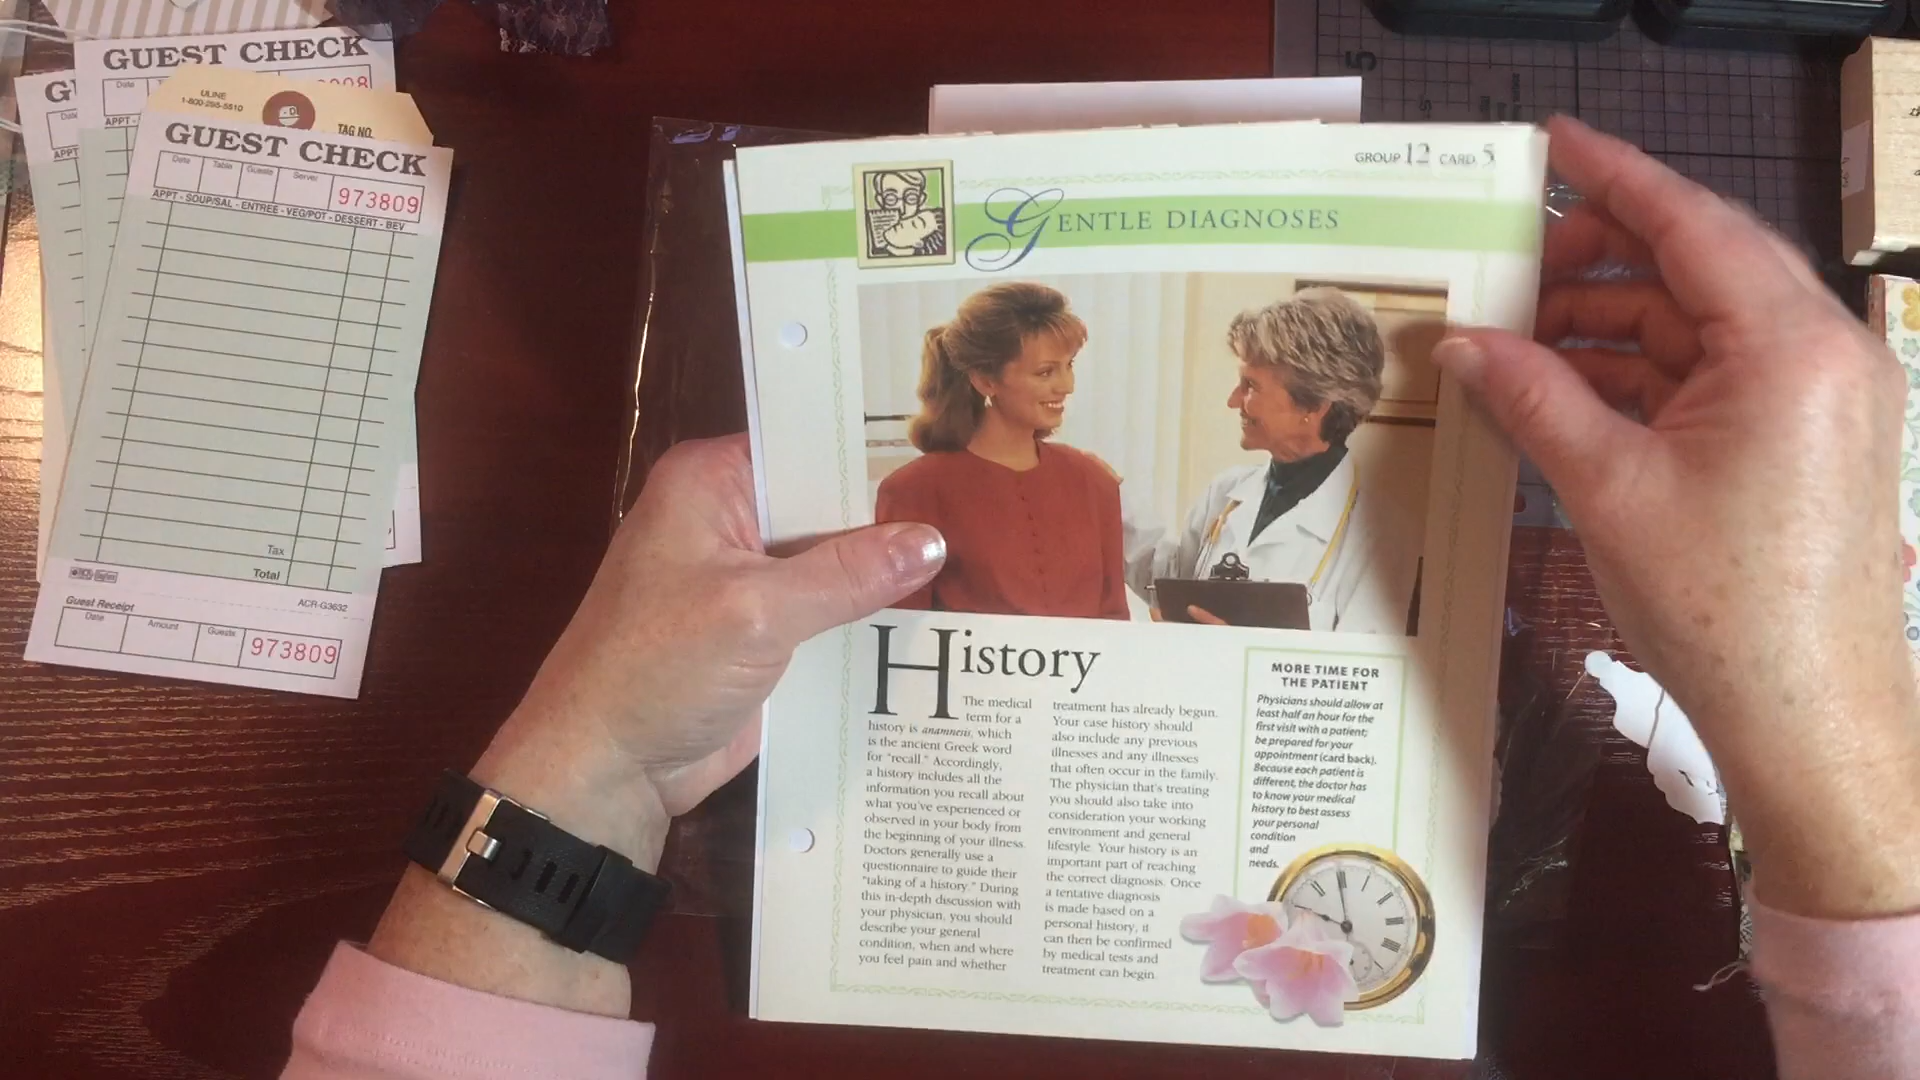 GUEST CHECK
Date
ULINE
1-800-295-5510
TAG NO.
GUEST CHECK
Date Table Guests Server
973809
APPT - SOUP/SAL - ENTREE - VEG/POT - DESSERT - BEV
Tax
Total
ACR-G3632
Guest Receipt
Date Amount Guests
973809
5
GROUP 12 CARD 5
GENTLE DIAGNOSES
History
The medical
term for a
history is anamnesis, which
is the ancient Greek word
for "recall." Accordingly,
a history includes all the
information you recall about
what you've experienced or
observed in your body from
the beginning of your illness.
Doctors generally use a
questionnaire to guide their
"taking of a history." During
this in-depth discussion with
your physician, you should
describe your general
condition, when and where
you feel pain and whether
treatment has already begun.
Your case history should
also include any previous
illnesses and any illnesses
that often occur in the family.
The physician that's treating
you should also take into
consideration your working
environment and general
lifestyle. Your history is an
important part of reaching
the correct diagnosis. Once
a tentative diagnosis
is made based on a
personal history, it
can then be confirmed
by medical tests and
treatment can begin.
MORE TIME FOR
THE PATIENT
Physicians should allow at
least half an hour for the
first visit with a patient;
be prepared for your
appointment (card back).
Because each patient is
different, the doctor has
to know your medical
history to best assess
your personal
condition
and
needs.